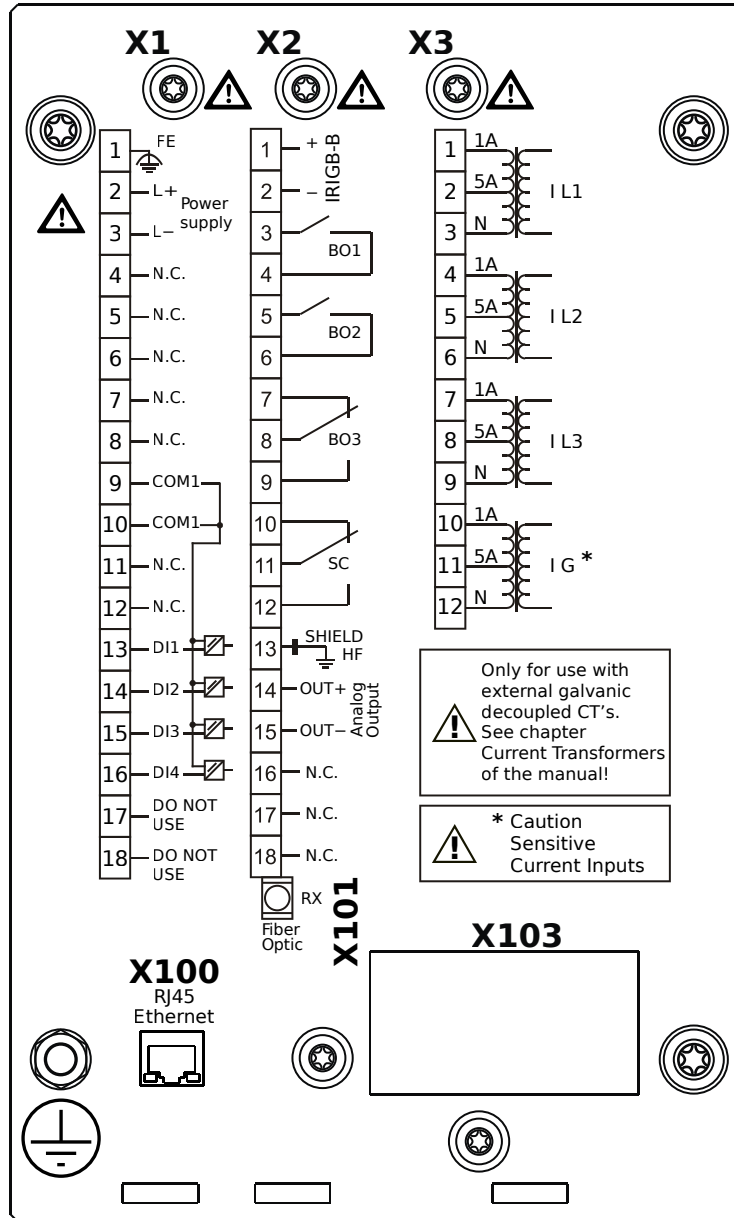 X1
1 FE
2 L+
Power
supply
3 L−
4 N.C.
5 N.C.
6 N.C.
7 N.C.
8 N.C.
9 COM1
10 COM1
11 N.C.
12 N.C.
13 DI1
14 DI2
15 DI3
16 DI4
17 DO NOT
USE
18 DO NOT
USE
X2
1 +
IRIGB-B
2 −
3
BO1
4
5
BO2
6
7
8 BO3
9
10
11 SC
12
13 SHIELD
HF
14 OUT+
Analog
Output
15 OUT−
16 N.C.
17 N.C.
18 N.C.
RX
Fiber
Optic
X101
X3
1 1A
2 5A I L1
3 N
4 1A
5 5A I L2
6 N
7 1A
8 5A I L3
9 N
10 1A
11 5A I G *
12 N
Only for use with
external galvanic
decoupled CT's.
See chapter
Current Transformers
of the manual!
* Caution
Sensitive
Current Inputs
X100
RJ45
Ethernet
X103